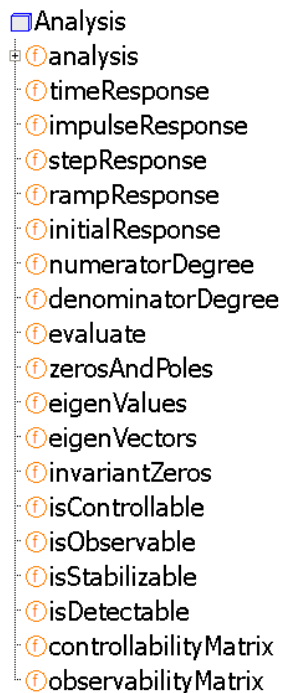 Analysis
f analysis
f timeResponse
f impulseResponse
f stepResponse
f rampResponse
f initialResponse
f numeratorDegree
f denominatorDegree
f evaluate
f zerosAndPoles
f eigenValues
f eigenVectors
f invariantZeros
f isControllable
f isObservable
f isStabilizable
f isDetectable
f controllabilityMatrix
f observabilityMatrix